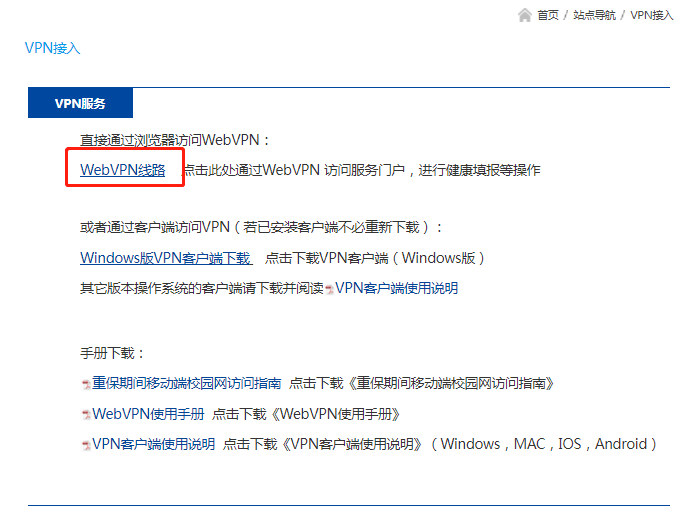 首页 / 站点导航 / VPN接入
VPN接入
VPN服务
直接通过浏览器访问WebVPN：
WebVPN线路 点击此处通过WebVPN 访问服务门户，进行健康填报等操作
或者通过客户端访问VPN（若已安装客户端不必重新下载）：
Windows版VPN客户端下载 点击下载VPN客户端（Windows版）
其它版本操作系统的客户端请下载并阅读VPN客户端使用说明
手册下载：
重保期间移动端校园网访问指南 点击下载《重保期间移动端校园网访问指南》
WebVPN使用手册 点击下载《WebVPN使用手册》
VPN客户端使用说明 点击下载《VPN客户端使用说明》（Windows，MAC，IOS，Android）